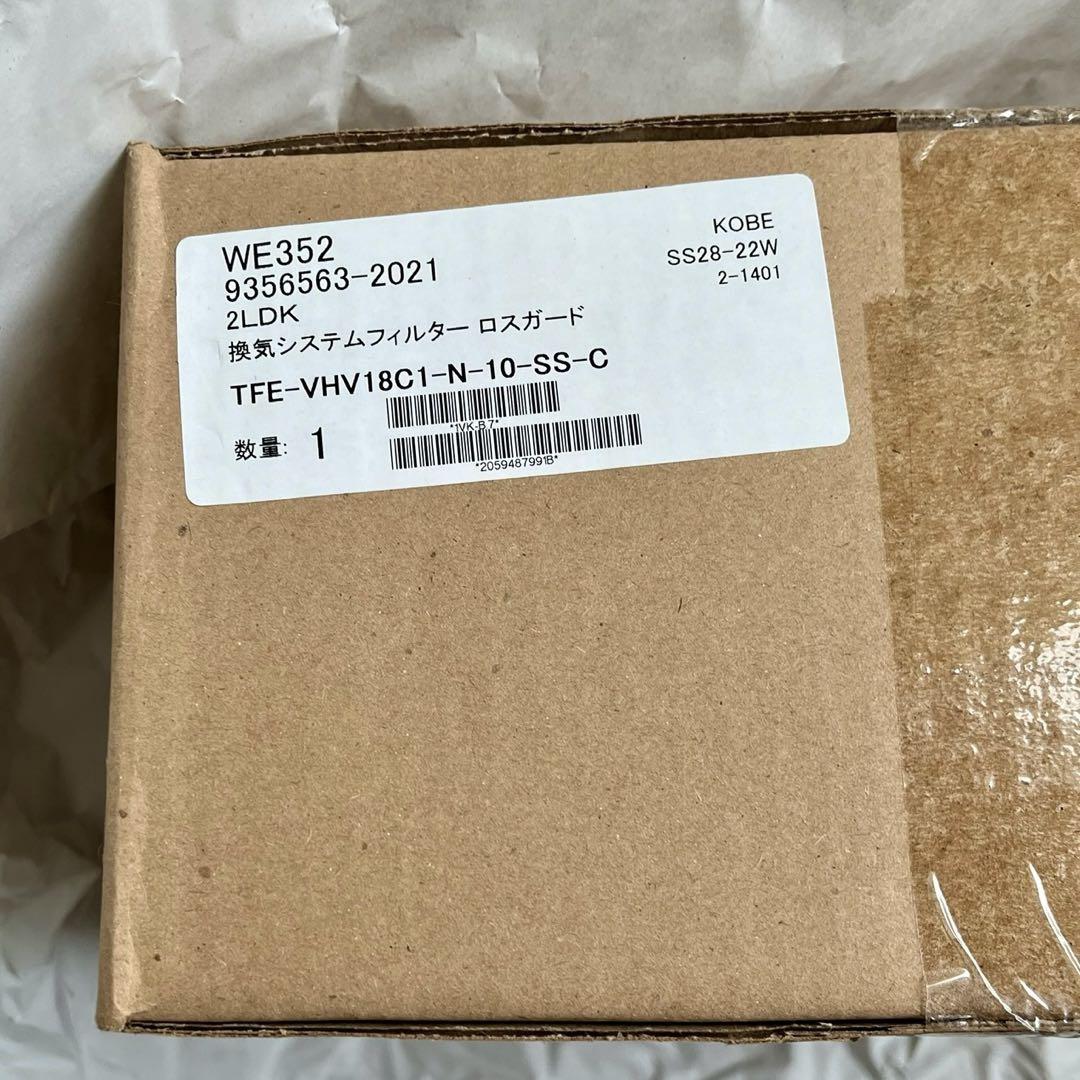 WE352
9356563-2021
2LDK
換気システムフィルター ロスガード
TFE-VHV18C1-N-10-SS-C
数量: 1
*1VK-B.7*
*2059487991B*
KOBE
SS28-22W
2-1401